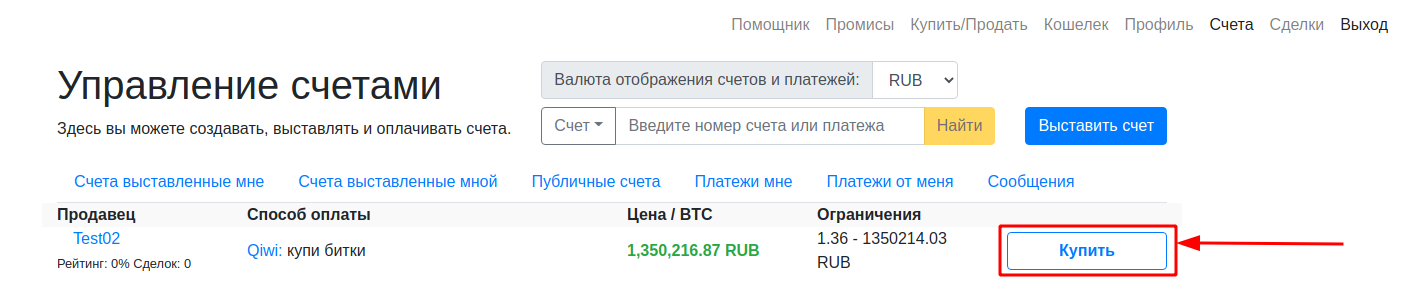 Помощник Промисы Купить/Продать Кошелек Профиль Счета Сделки Выход
Управление счетами
Валюта отображения счетов и платежей: RUB
Здесь вы можете создавать, выставлять и оплачивать счета.
Счет Введите номер счета или платежа Найти Выставить счет
Счета выставленные мне Счета выставленные мной Публичные счета Платежи мне Платежи от меня Сообщения
Продавец Способ оплаты Цена / BTC Ограничения
Test02
Рейтинг: 0% Сделок: 0
Qiwi: купи битки
1,350,216.87 RUB
1.36 - 1350214.03
RUB
Купить